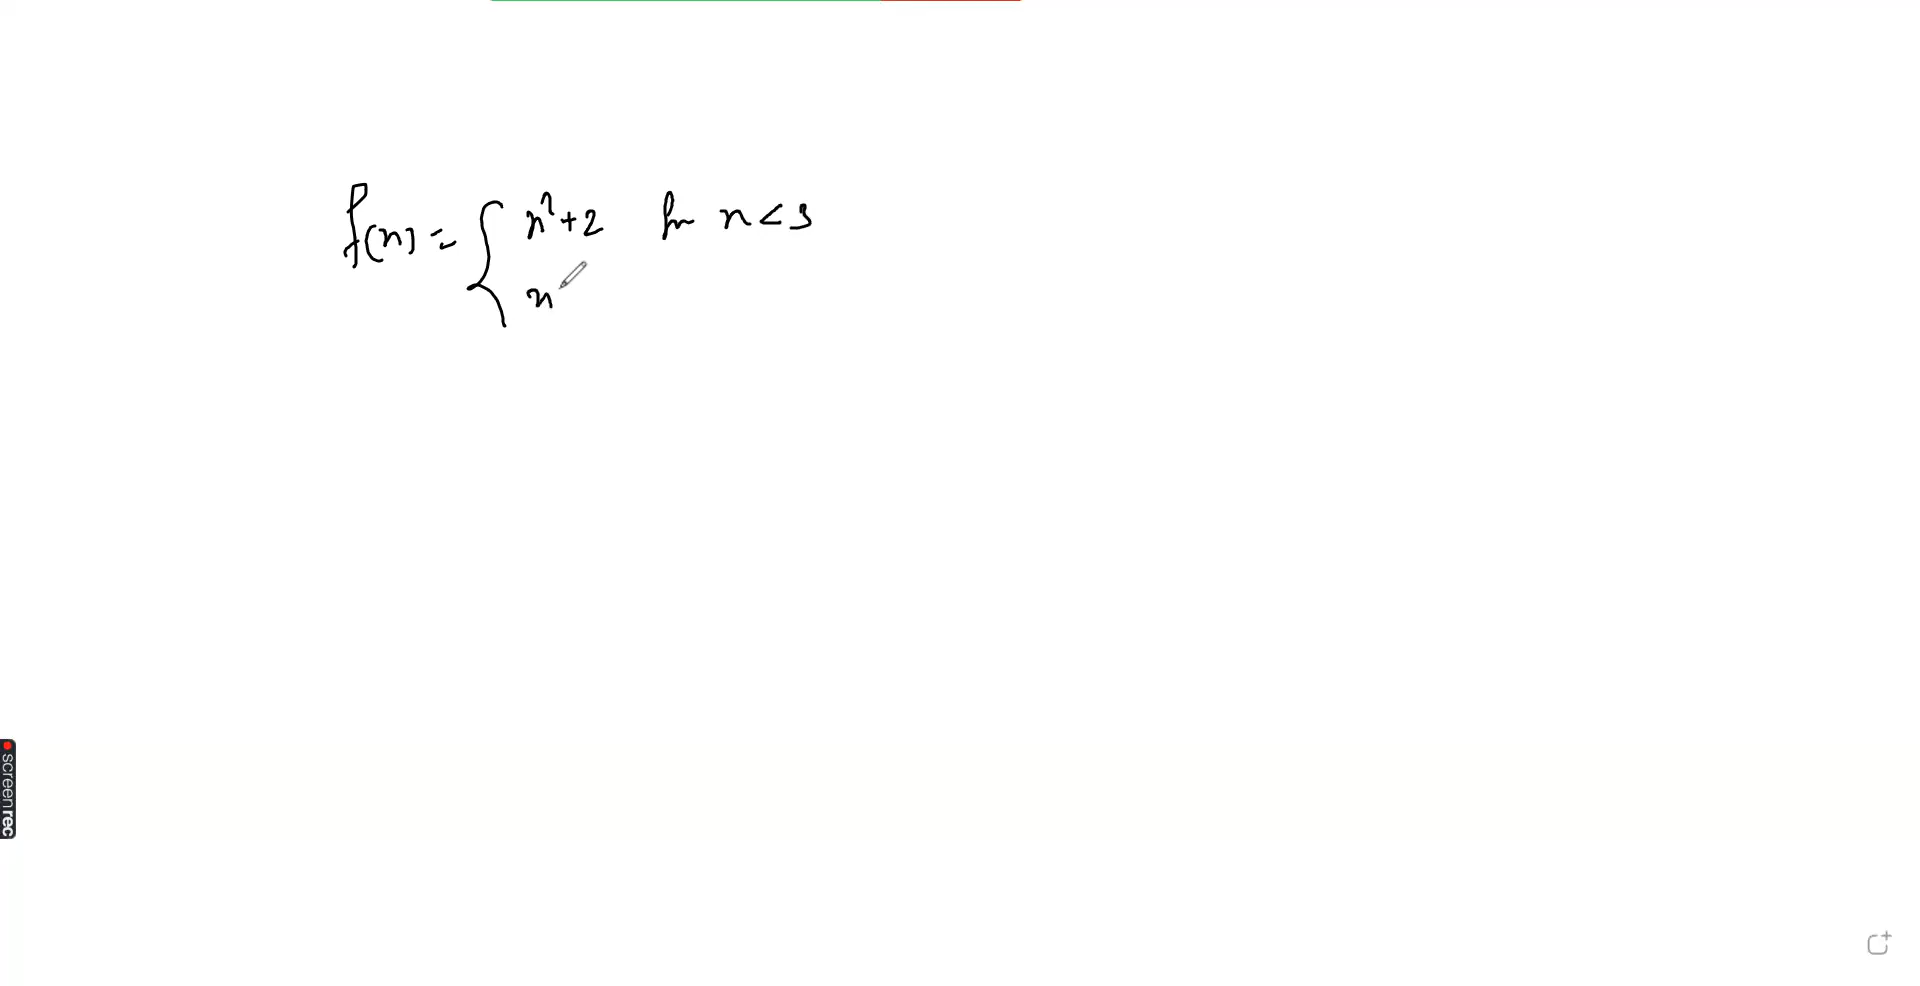 f(x) = { x²+2 for x<3
x
screenrec